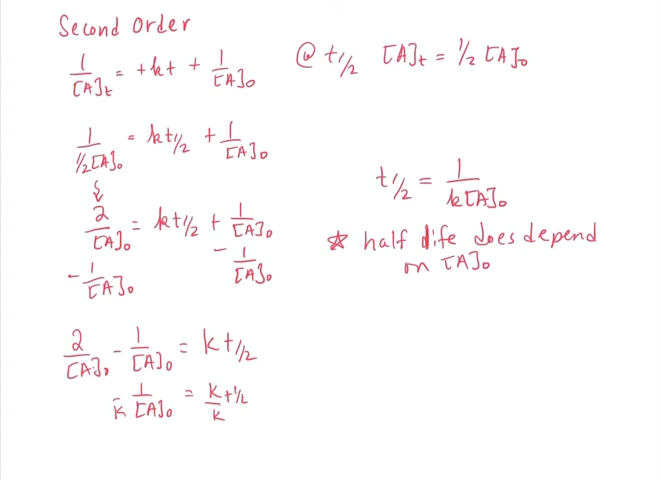 Second Order
1/[A]t = +kt + 1/[A]0
@ t1/2 [A]t = 1/2 [A]0
1/(1/2[A]0) = kt1/2 + 1/[A]0
2/[A]0 = kt1/2 + 1/[A]0
- 1/[A]0 - 1/[A]0
2/[A]0 - 1/[A]0 = kt1/2
1/k 1/[A]0 = k/k t1/2
t1/2 = 1/k[A]0
* half dife does depend
on [A]0